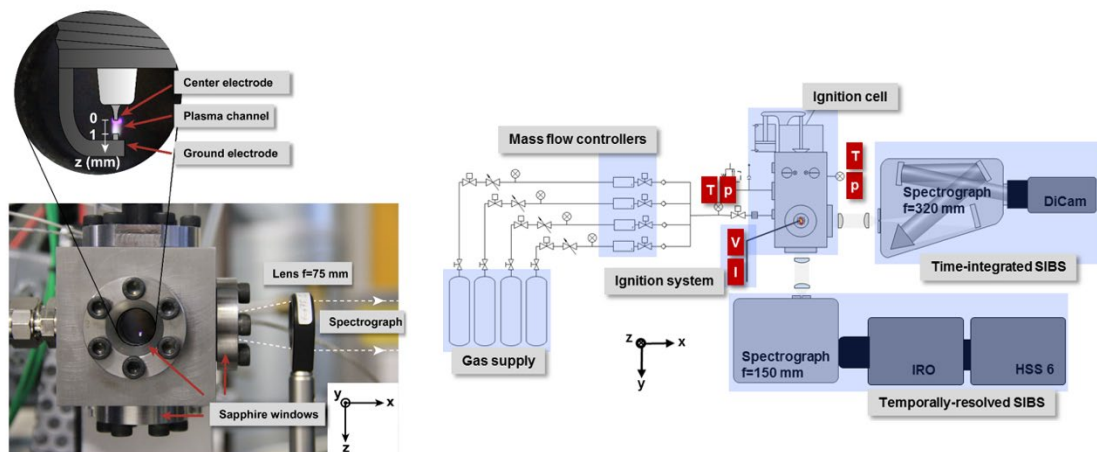 Center electrode
0
Plasma channel
1
z (mm)
Ground electrode
Lens f=75 mm
Spectrograph
Sapphire windows
y
x
z
Ignition cell
Mass flow controllers
T
p
T
p
Spectrograph
f=320 mm
DiCam
V
I
Time-integrated SIBS
Ignition system
Gas supply
z
x
y
Spectrograph
f=150 mm
IRO
HSS 6
Temporally-resolved SIBS